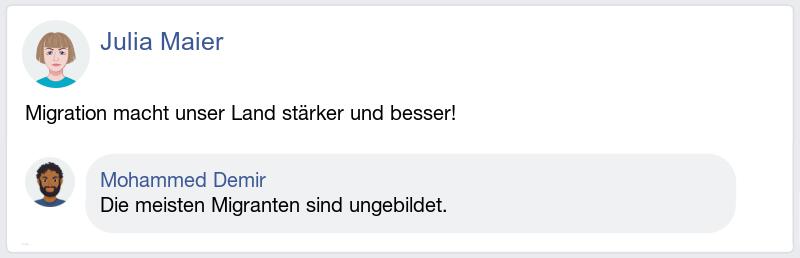 Julia Maier
Migration macht unser Land stärker und besser!
Mohammed Demir
Die meisten Migranten sind ungebildet.